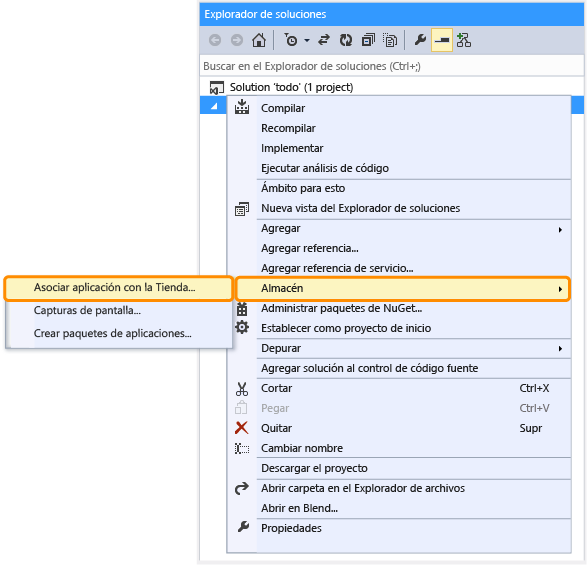 Explorador de soluciones
Buscar en el Explorador de soluciones (Ctrl+;)
Solution 'todo' (1 project)
Compilar
Recompilar
Implementar
Ejecutar análisis de código
Ámbito para esto
Nueva vista del Explorador de soluciones
Agregar
Agregar referencia...
Agregar referencia de servicio...
Almacén
Asociar aplicación con la Tienda...
Capturas de pantalla...
Crear paquetes de aplicaciones...
Administrar paquetes de NuGet...
Establecer como proyecto de inicio
Depurar
Agregar solución al control de código fuente
Cortar Ctrl+X
Pegar Ctrl+V
Quitar Supr
Cambiar nombre
Descargar el proyecto
Abrir carpeta en el Explorador de archivos
Abrir en Blend...
Propiedades